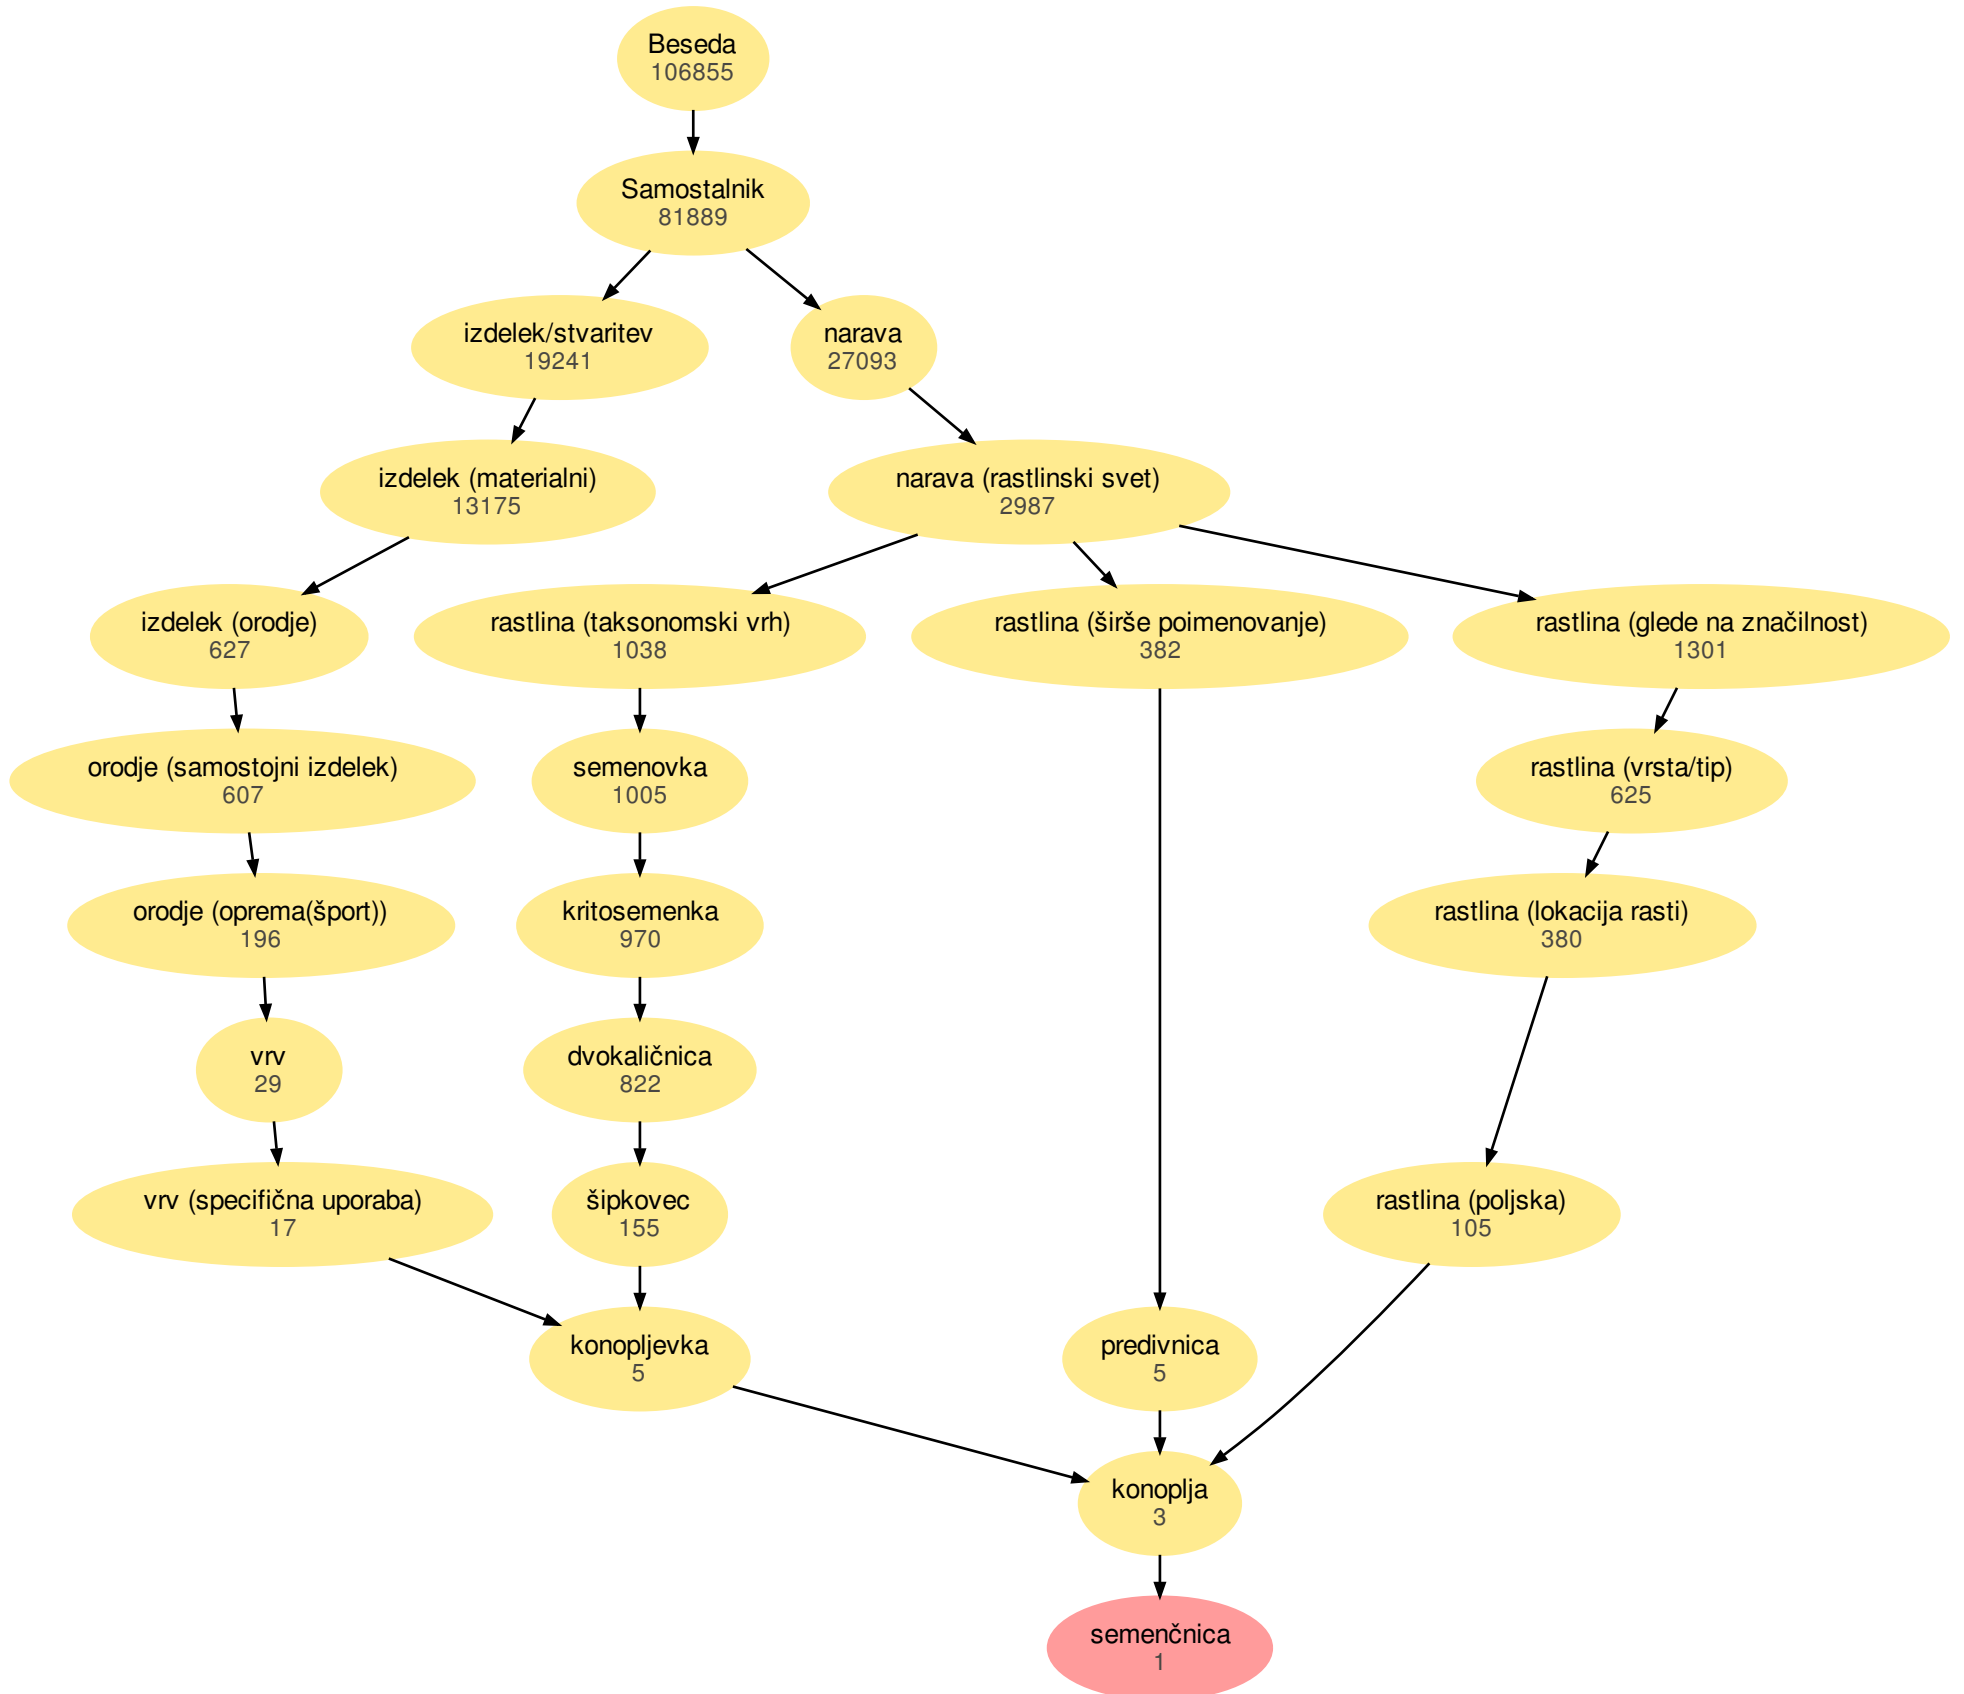 Beseda
106855
Samostalnik
81889
izdelek/stvaritev
19241
narava
27093
izdelek (materialni)
13175
narava (rastlinski svet)
2987
izdelek (orodje)
627
rastlina (taksonomski vrh)
1038
rastlina (širše poimenovanje)
382
rastlina (glede na značilnost)
1301
orodje (samostojni izdelek)
607
semenovka
1005
rastlina (vrsta/tip)
625
orodje (oprema(šport))
196
kritosemenka
970
rastlina (lokacija rasti)
380
vrv
29
dvokaličnica
822
vrv (specifična uporaba)
17
šipkovec
155
rastlina (poljska)
105
konopljevka
5
predivnica
5
konoplja
3
semenčnica
1